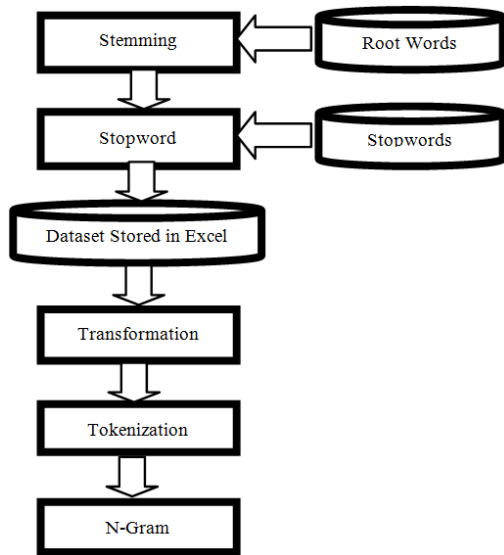 Stemming
Root Words
Stopword
Stopwords
Dataset Stored in Excel
Transformation
Tokenization
N-Gram